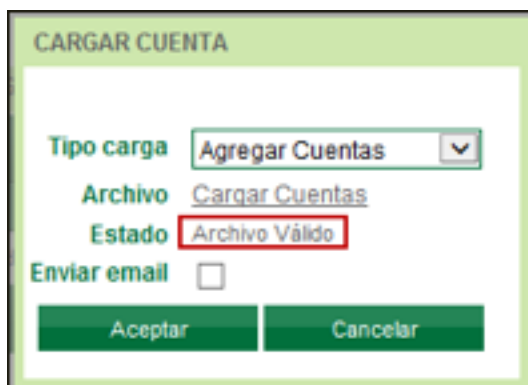 CARGAR CUENTA
Tipo carga Agregar Cuentas
Archivo Cargar Cuentas
Estado Archivo Válido
Enviar email
Aceptar Cancelar